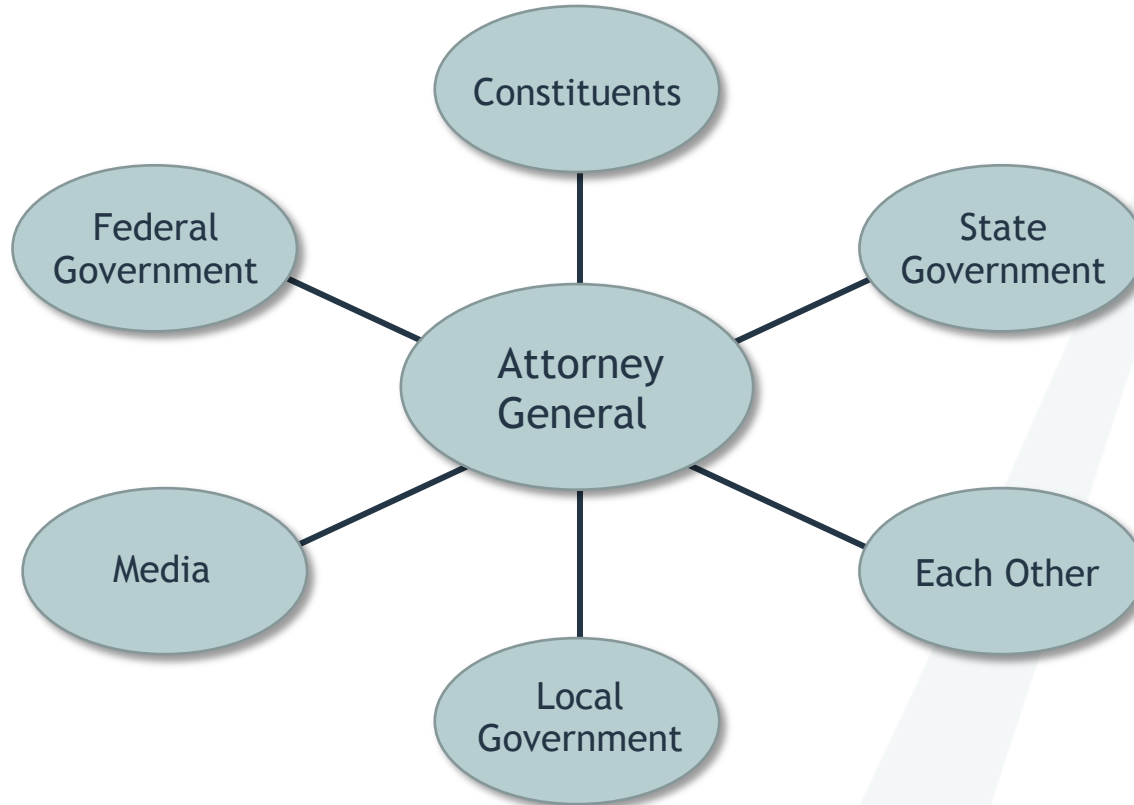 Constituents
Federal
Government
State
Government
Attorney
General
Media
Each Other
Local
Government